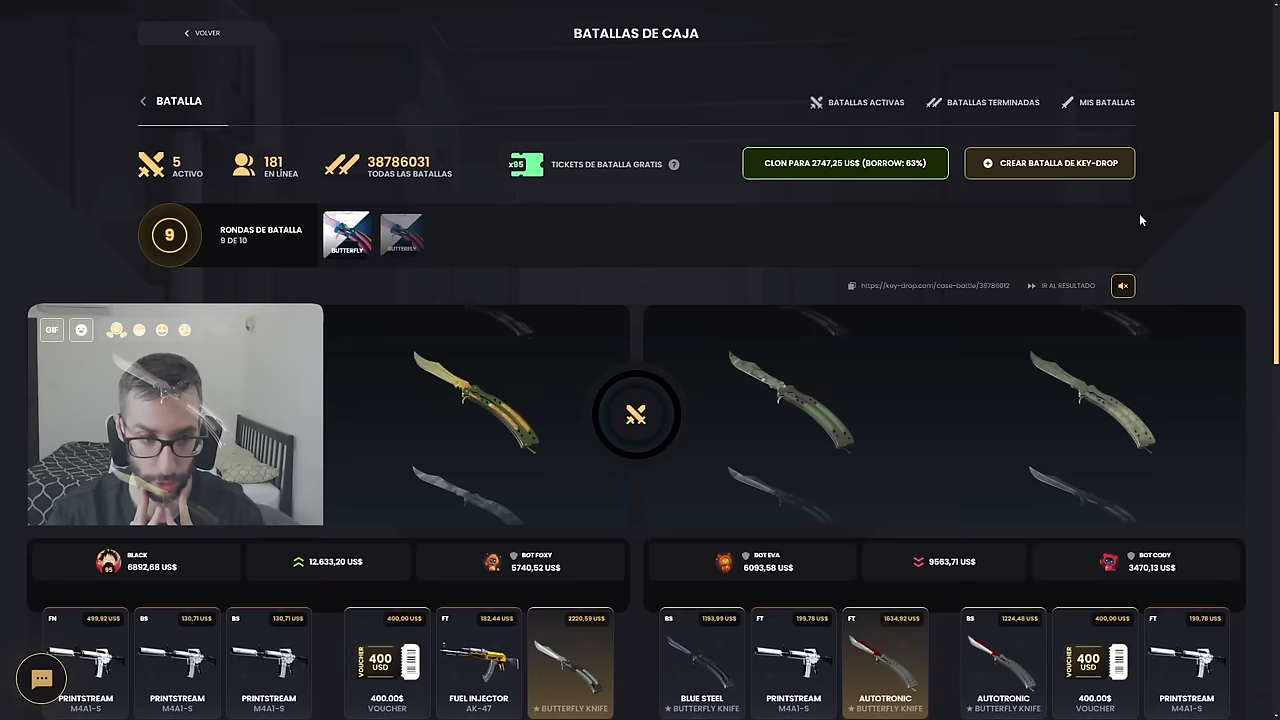 VOLVER
BATALLAS DE CAJA
BATALLA
BATALLAS ACTIVAS
BATALLAS TERMINADAS
MIS BATALLAS
5
ACTIVO
181
EN LÍNEA
38786031
TODAS LAS BATALLAS
x95
TICKETS DE BATALLA GRATIS
?
CLON PARA 2747,25 US$ (BORROW: 63%)
CREAR BATALLA DE KEY-DROP
9
RONDAS DE BATALLA
9 DE 10
BUTTERFLY
BUTTERFLY
https://key-drop.com/case-battle/38786012
IR AL RESULTADO
GIF
BLACK
95
6892,68 US$
12.633,20 US$
BOT FOXY
5740,52 US$
BOT EVA
6093,58 US$
9563,71 US$
BOT CODY
3470,13 US$
FN 499,92 US$
BS 130,71 US$
BS 130,71 US$
400,00 US$
FT 182,44 US$
2220,59 US$
BS 1193,99 US$
FT 199,78 US$
FT 1634,92 US$
BS 1224,48 US$
400,00 US$
FT 199,78 US$
VOUCHER
400
USD
VOUCHER
400
USD
PRINTSTREAM
M4A1-S
PRINTSTREAM
M4A1-S
PRINTSTREAM
M4A1-S
400.00$
VOUCHER
FUEL INJECTOR
AK-47
★ BUTTERFLY KNIFE
BLUE STEEL
★ BUTTERFLY KNIFE
PRINTSTREAM
M4A1-S
AUTOTRONIC
★ BUTTERFLY KNIFE
AUTOTRONIC
★ BUTTERFLY KNIFE
400.00$
VOUCHER
PRINTSTREAM
M4A1-S